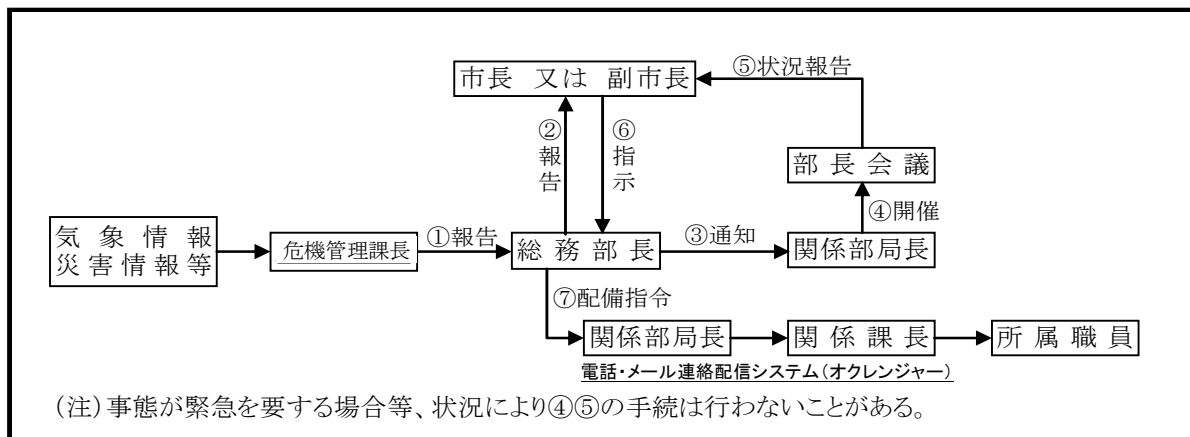 市長 又は 副市長
⑤状況報告
②報告
⑥指示
部長会議
④開催
気象情報
災害情報等
危機管理課長
①報告
総務部長
③通知
関係部局長
⑦配備指令
関係部局長
関係課長
所属職員
電話・メール連絡配信システム（オクレンジャー）
（注）事態が緊急を要する場合等、状況により④⑤の手続は行わないことがある。